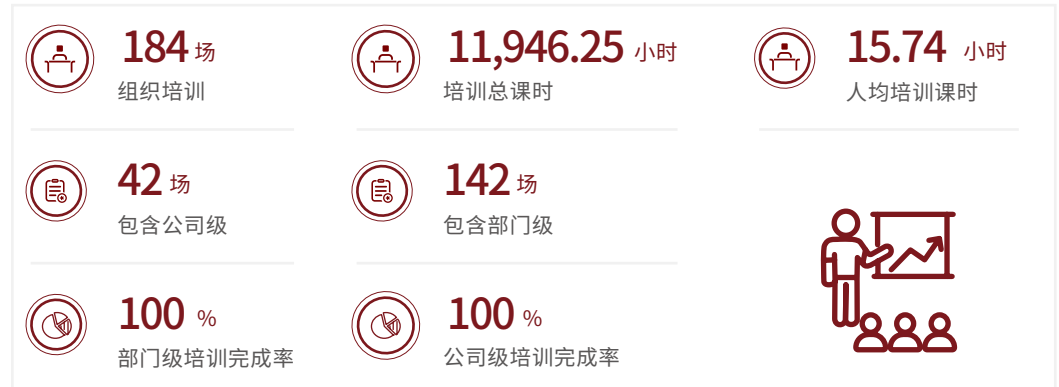 184 场
组织培训
11,946.25 小时
培训总课时
15.74 小时
人均培训课时
42 场
包含公司级
142 场
包含部门级
100 %
部门级培训完成率
100 %
公司级培训完成率